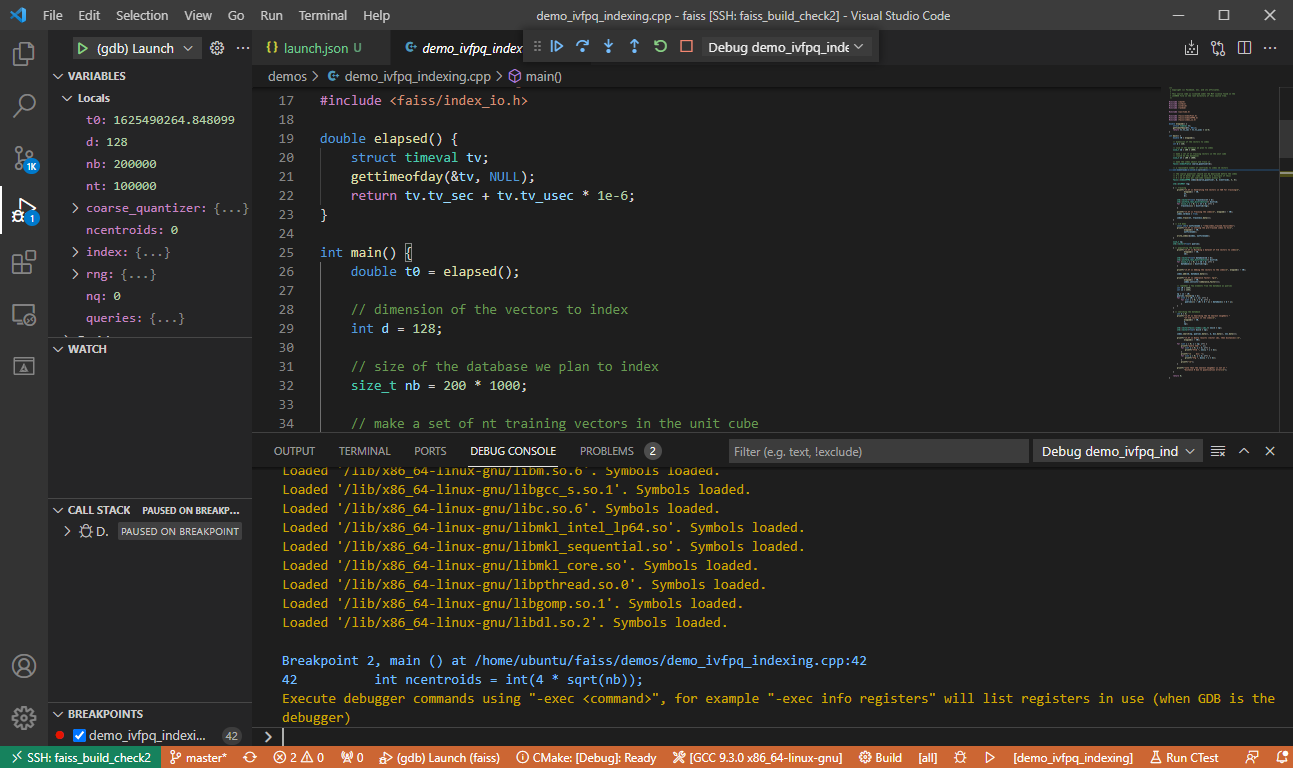 File Edit Selection View Go Run Terminal Help demo_ivfpq_indexing.cpp - faiss [SSH: faiss_build_check2] - Visual Studio Code
(gdb) Launch
launch.json U
demo_ivfpq_index
Debug demo_ivfpq_inde
VARIABLES
demos > demo_ivfpq_indexing.cpp > main()
Locals
t0: 1625490264.848099
d: 128
nb: 200000
nt: 100000
coarse_quantizer: {...}
ncentroids: 0
index: {...}
rng: {...}
nq: 0
queries: {...}
1K
1
WATCH
CALL STACK PAUSED ON BREAKP...
D. PAUSED ON BREAKPOINT
BREAKPOINTS
demo_ivfpq_indexi... 42
17 #include <faiss/index_io.h>
18
19 double elapsed() {
20     struct timeval tv;
21     gettimeofday(&tv, NULL);
22     return tv.tv_sec + tv.tv_usec * 1e-6;
23 }
24
25 int main() {
26     double t0 = elapsed();
27
28     // dimension of the vectors to index
29     int d = 128;
30
31     // size of the database we plan to index
32     size_t nb = 200 * 1000;
33
34     // make a set of nt training vectors in the unit cube
OUTPUT TERMINAL PORTS DEBUG CONSOLE PROBLEMS 2 Filter (e.g. text, !exclude) Debug demo_ivfpq_ind
Loaded '/lib/x86_64-linux-gnu/libm.so.6'. Symbols loaded.
Loaded '/lib/x86_64-linux-gnu/libgcc_s.so.1'. Symbols loaded.
Loaded '/lib/x86_64-linux-gnu/libc.so.6'. Symbols loaded.
Loaded '/lib/x86_64-linux-gnu/libmkl_intel_lp64.so'. Symbols loaded.
Loaded '/lib/x86_64-linux-gnu/libmkl_sequential.so'. Symbols loaded.
Loaded '/lib/x86_64-linux-gnu/libmkl_core.so'. Symbols loaded.
Loaded '/lib/x86_64-linux-gnu/libpthread.so.0'. Symbols loaded.
Loaded '/lib/x86_64-linux-gnu/libgomp.so.1'. Symbols loaded.
Loaded '/lib/x86_64-linux-gnu/libdl.so.2'. Symbols loaded.
Breakpoint 2, main () at /home/ubuntu/faiss/demos/demo_ivfpq_indexing.cpp:42
42          int ncentroids = int(4 * sqrt(nb));
Execute debugger commands using "-exec <command>", for example "-exec info registers" will list registers in use (when GDB is the
debugger)
>
SSH: faiss_build_check2 master* 2 0 0 (gdb) Launch (faiss) CMake: [Debug]: Ready [GCC 9.3.0 x86_64-linux-gnu] Build [all] [demo_ivfpq_indexing] Run CTest